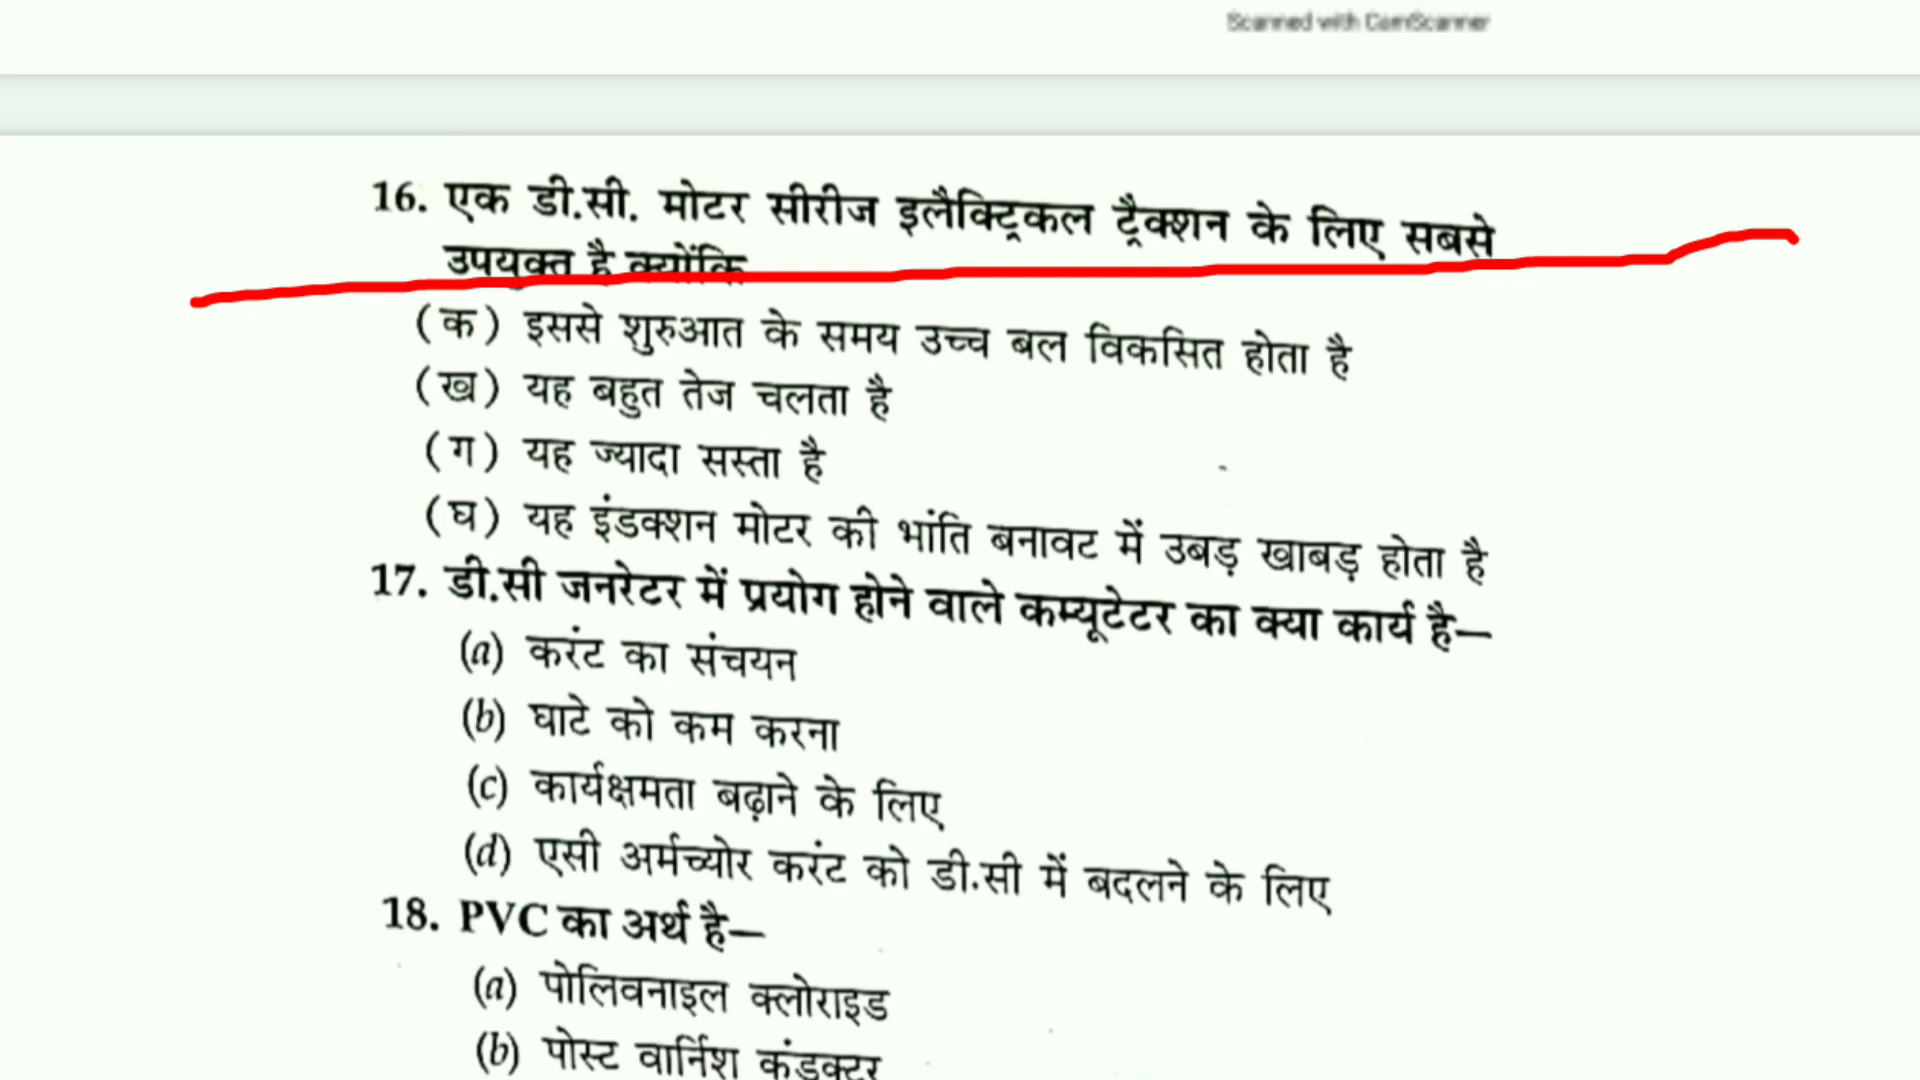 Scanned with CamScanner
16. एक डी.सी. मोटर सीरीज इलैक्ट्रिकल ट्रैक्शन के लिए सबसे
उपयुक्त है क्योंकि
(क) इससे शुरुआत के समय उच्च बल विकसित होता है
(ख) यह बहुत तेज चलता है
(ग) यह ज्यादा सस्ता है
(घ) यह इंडक्शन मोटर की भांति बनावट में उबड़ खाबड़ होता है
17. डी.सी जनरेटर में प्रयोग होने वाले कम्यूटेटर का क्या कार्य है—
(a) करंट का संचयन
(b) घाटे को कम करना
(c) कार्यक्षमता बढ़ाने के लिए
(d) एसी अर्मच्योर करंट को डी.सी में बदलने के लिए
18. PVC का अर्थ है—
(a) पोलिवनाइल क्लोराइड
(b) पोस्ट वार्निश कंडक्टर